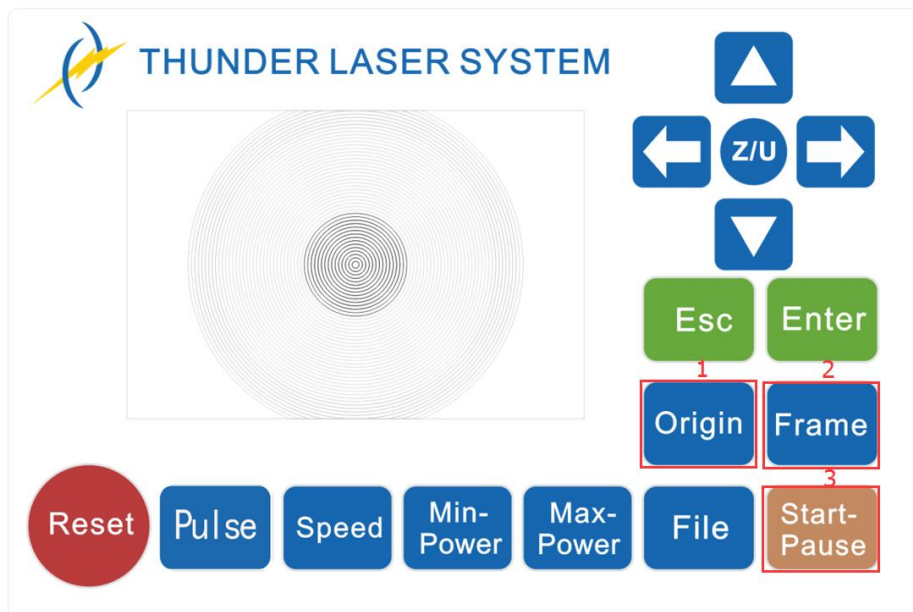 THUNDER LASER SYSTEM
Z/U
Esc
Enter
1
2
Origin
Frame
3
Reset
Pulse
Speed
Min-
Power
Max-
Power
File
Start-
Pause